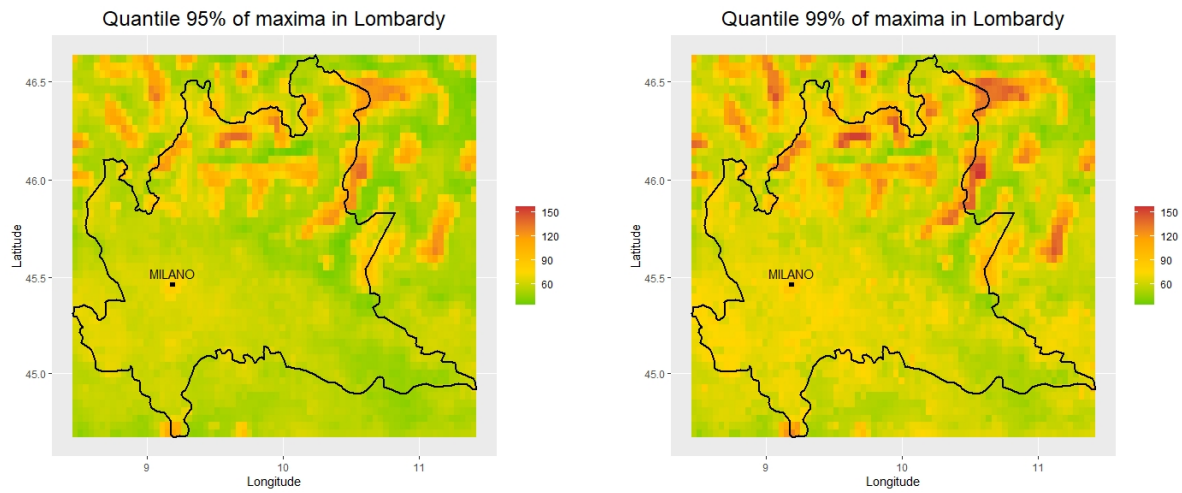 Quantile 95% of maxima in Lombardy
46.5
46.0
45.5
45.0
Latitude
MILANO
9
10
11
Longitude
150
120
90
60
Quantile 99% of maxima in Lombardy
46.5
46.0
45.5
45.0
Latitude
MILANO
9
10
11
Longitude
150
120
90
60